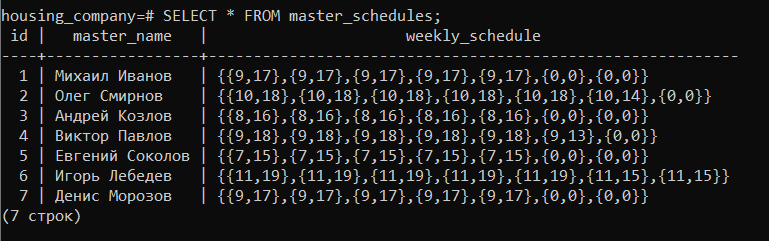 housing_company=# SELECT * FROM master_schedules;
 id |   master_name   |                        weekly_schedule
----+-----------------+---------------------------------------------------------------
  1 | Михаил Иванов   | {{9,17},{9,17},{9,17},{9,17},{9,17},{0,0},{0,0}}
  2 | Олег Смирнов    | {{10,18},{10,18},{10,18},{10,18},{10,18},{10,14},{0,0}}
  3 | Андрей Козлов   | {{8,16},{8,16},{8,16},{8,16},{8,16},{0,0},{0,0}}
  4 | Виктор Павлов   | {{9,18},{9,18},{9,18},{9,18},{9,18},{9,13},{0,0}}
  5 | Евгений Соколов | {{7,15},{7,15},{7,15},{7,15},{7,15},{0,0},{0,0}}
  6 | Игорь Лебедев   | {{11,19},{11,19},{11,19},{11,19},{11,19},{11,15},{11,15}}
  7 | Денис Морозов   | {{9,17},{9,17},{9,17},{9,17},{9,17},{0,0},{0,0}}
(7 строк)